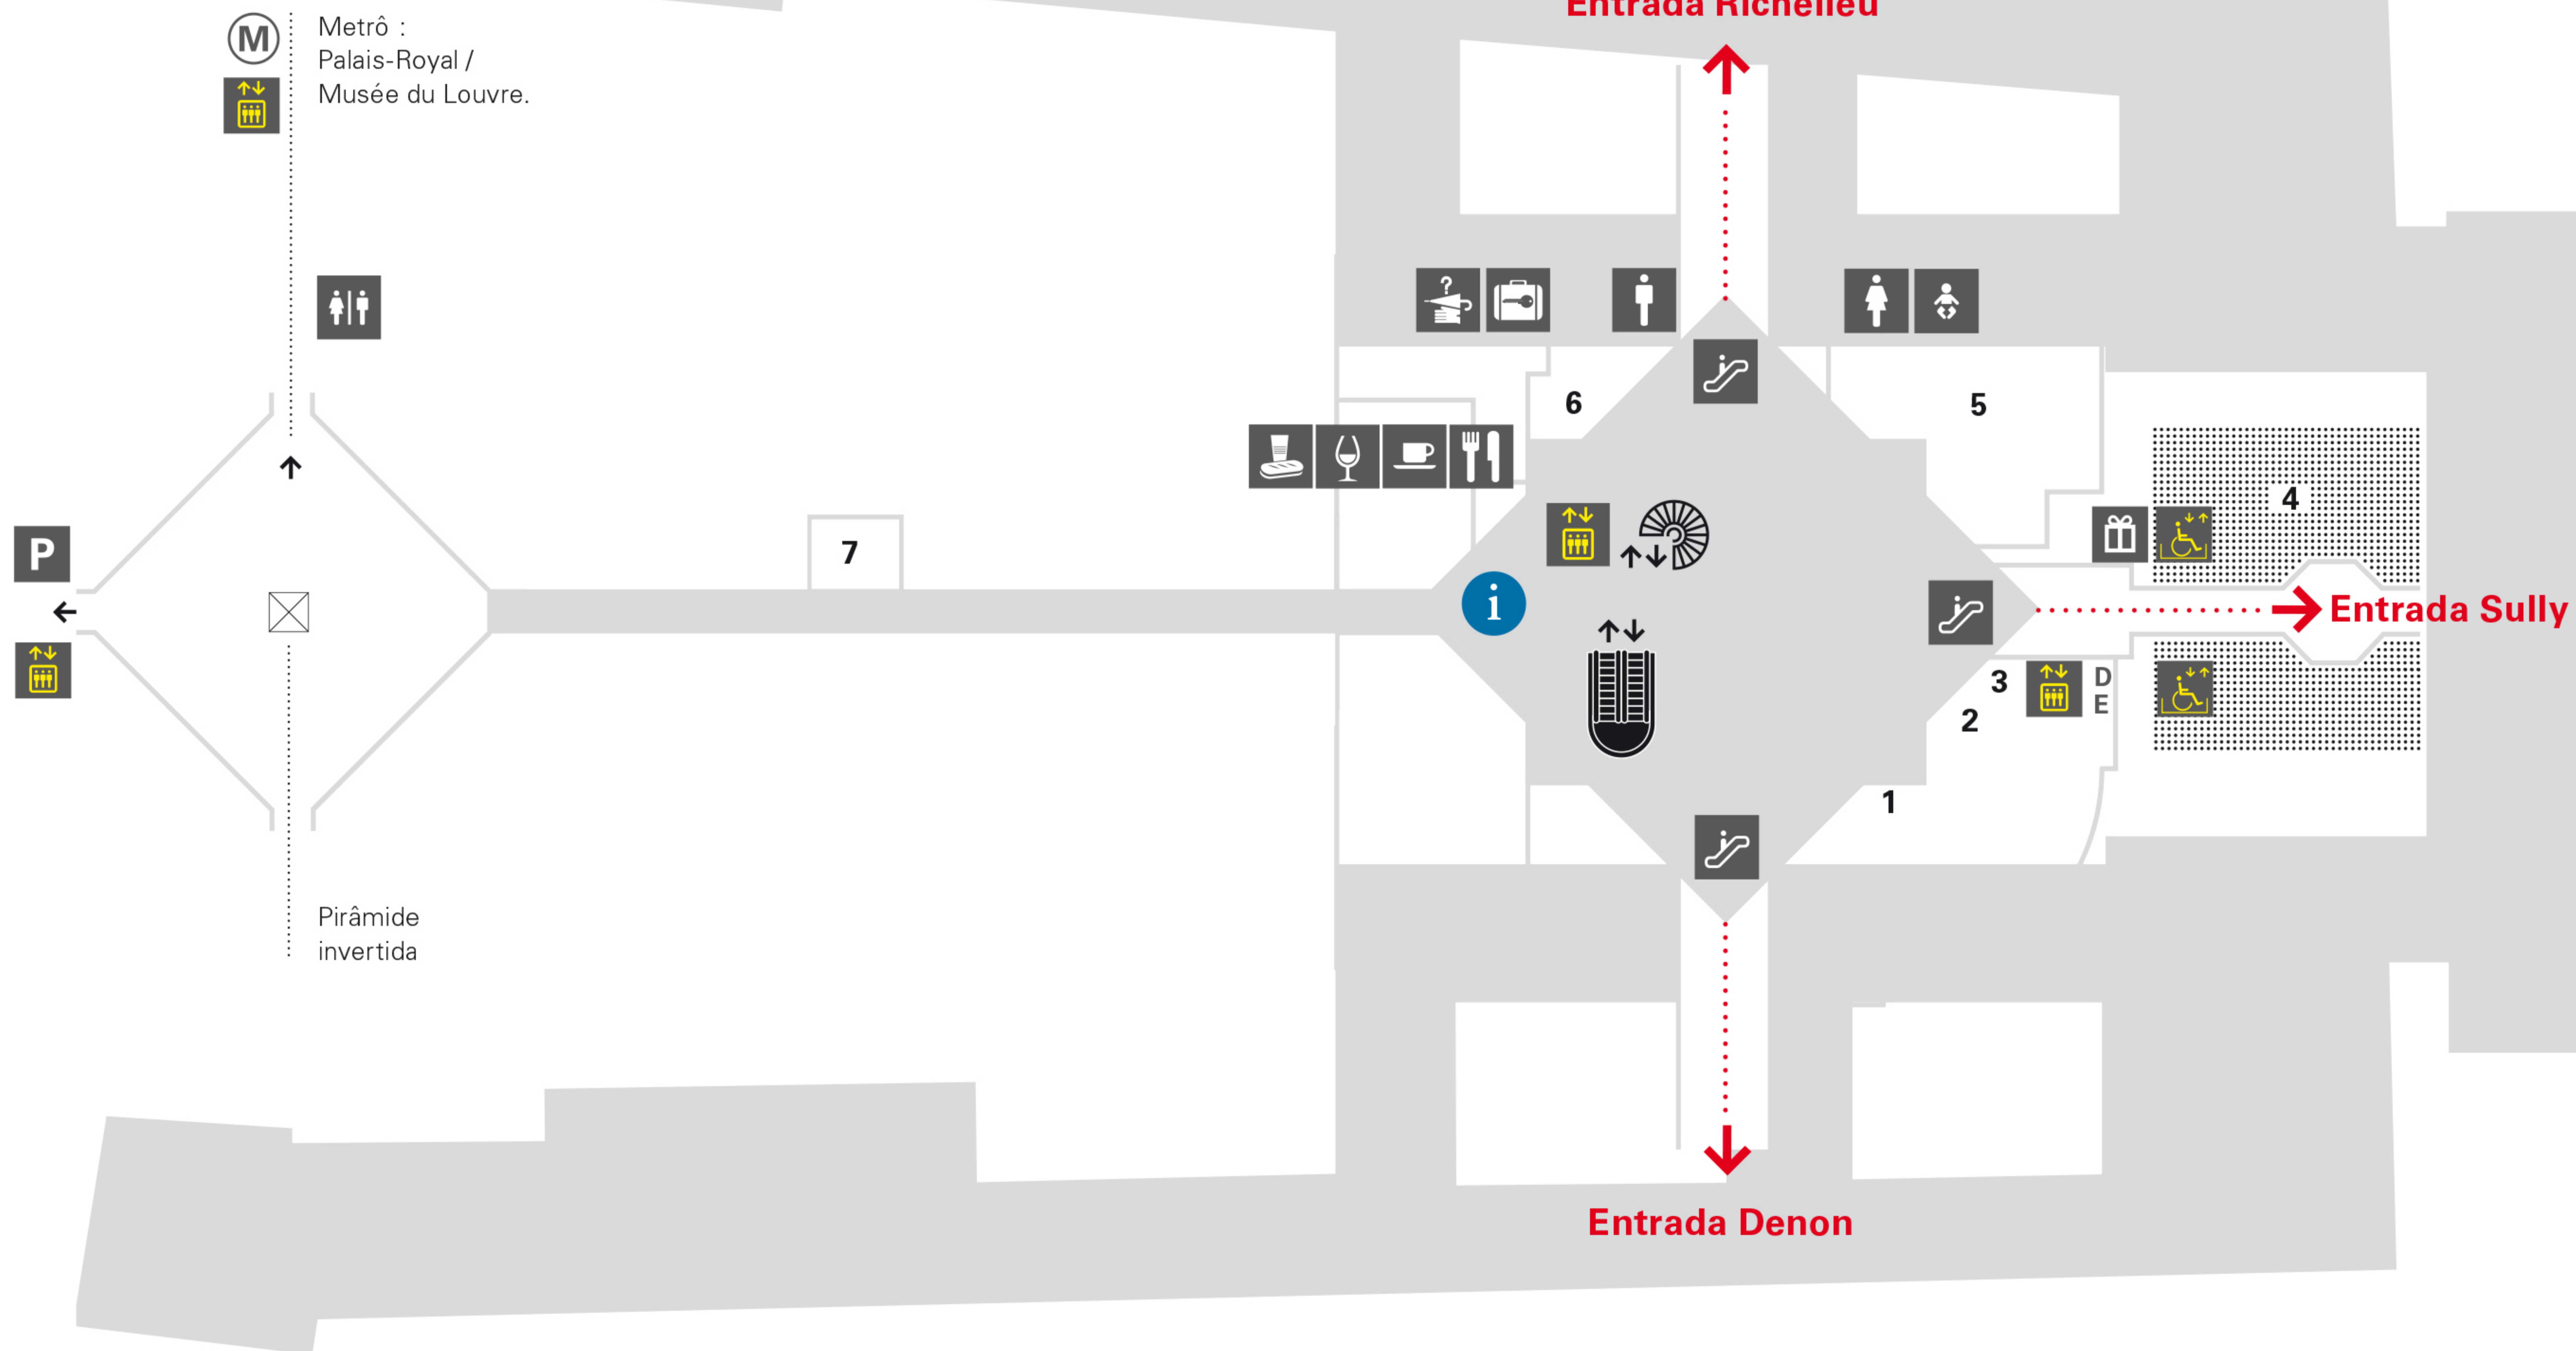 Entrada Richelieu
M
Metrô :
Palais-Royal /
Musée du Louvre.
?
6
5
4
P
7
i
Entrada Sully
3
D
E
2
1
Pirâmide
invertida
Entrada Denon